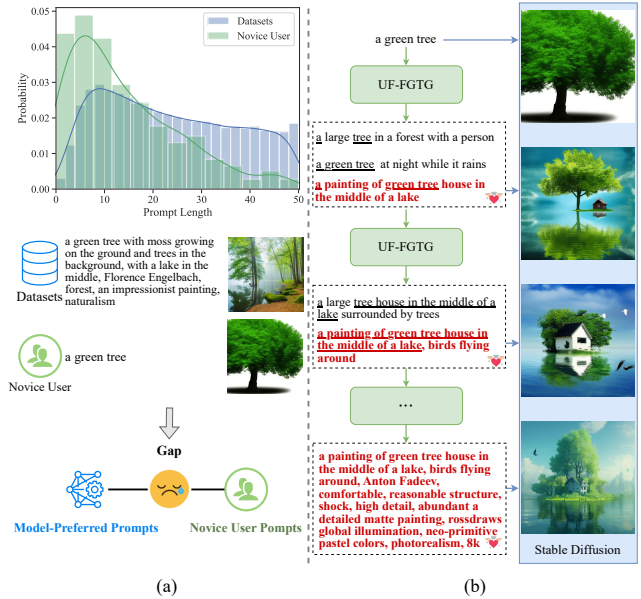 0.05
0.04
0.03
0.02
0.01
0.00
Probability
Datasets
Novice User
0
10
20
30
40
50
Prompt Length
Datasets
a green tree with moss growing
on the ground and trees in the
background, with a lake in the
middle, Florence Engelbach,
forest, an impressionist painting,
naturalism
Novice User
a green tree
Gap
Model-Preferred Prompts
Novice User Pompts
(a)
a green tree
UF-FGTG
a large tree in a forest with a person
a green tree at night while it rains
a painting of green tree house in
the middle of a lake
UF-FGTG
a large tree house in the middle of a
lake surrounded by trees
a painting of green tree house in
the middle of a lake, birds flying
around
...
a painting of green tree house in
the middle of a lake, birds flying
around, Anton Fadeev,
comfortable, reasonable structure,
shock, high detail, abundant a
detailed matte painting, rossdraws
global illumination, neo-primitive
pastel colors, photorealism, 8k
Stable Diffusion
(b)